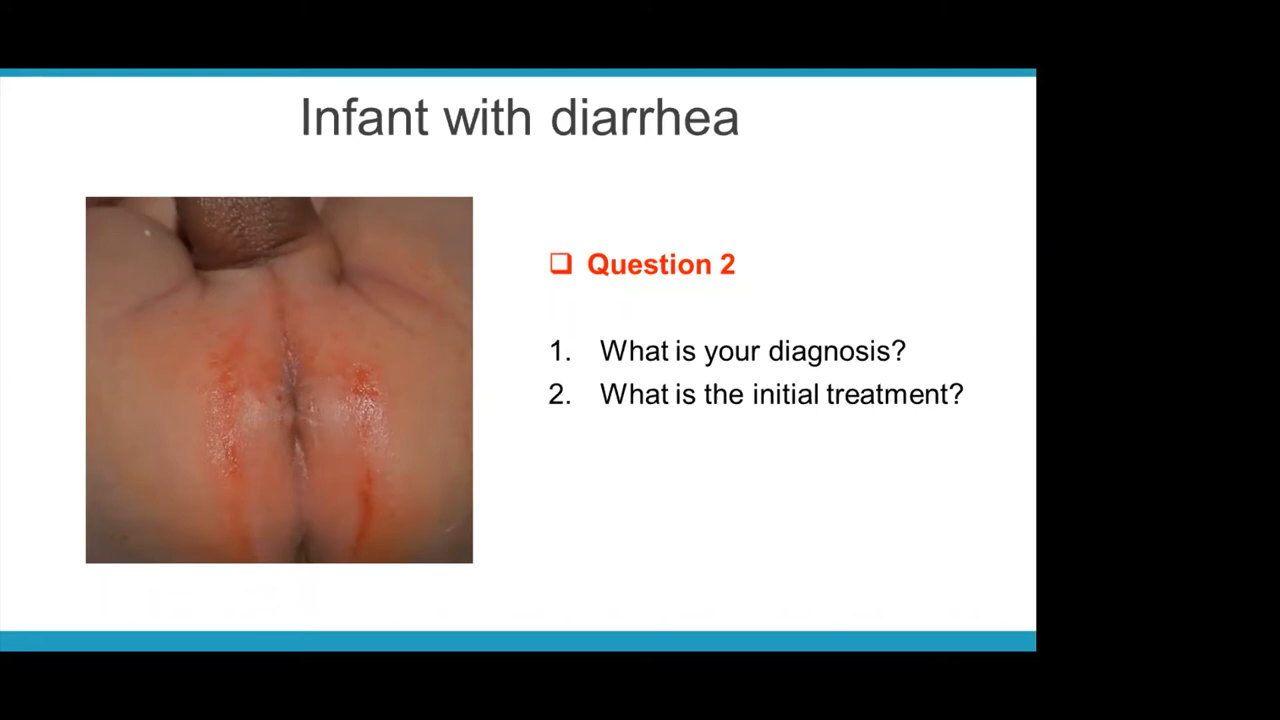 Infant with diarrhea
Question 2
1. What is your diagnosis?
2. What is the initial treatment?